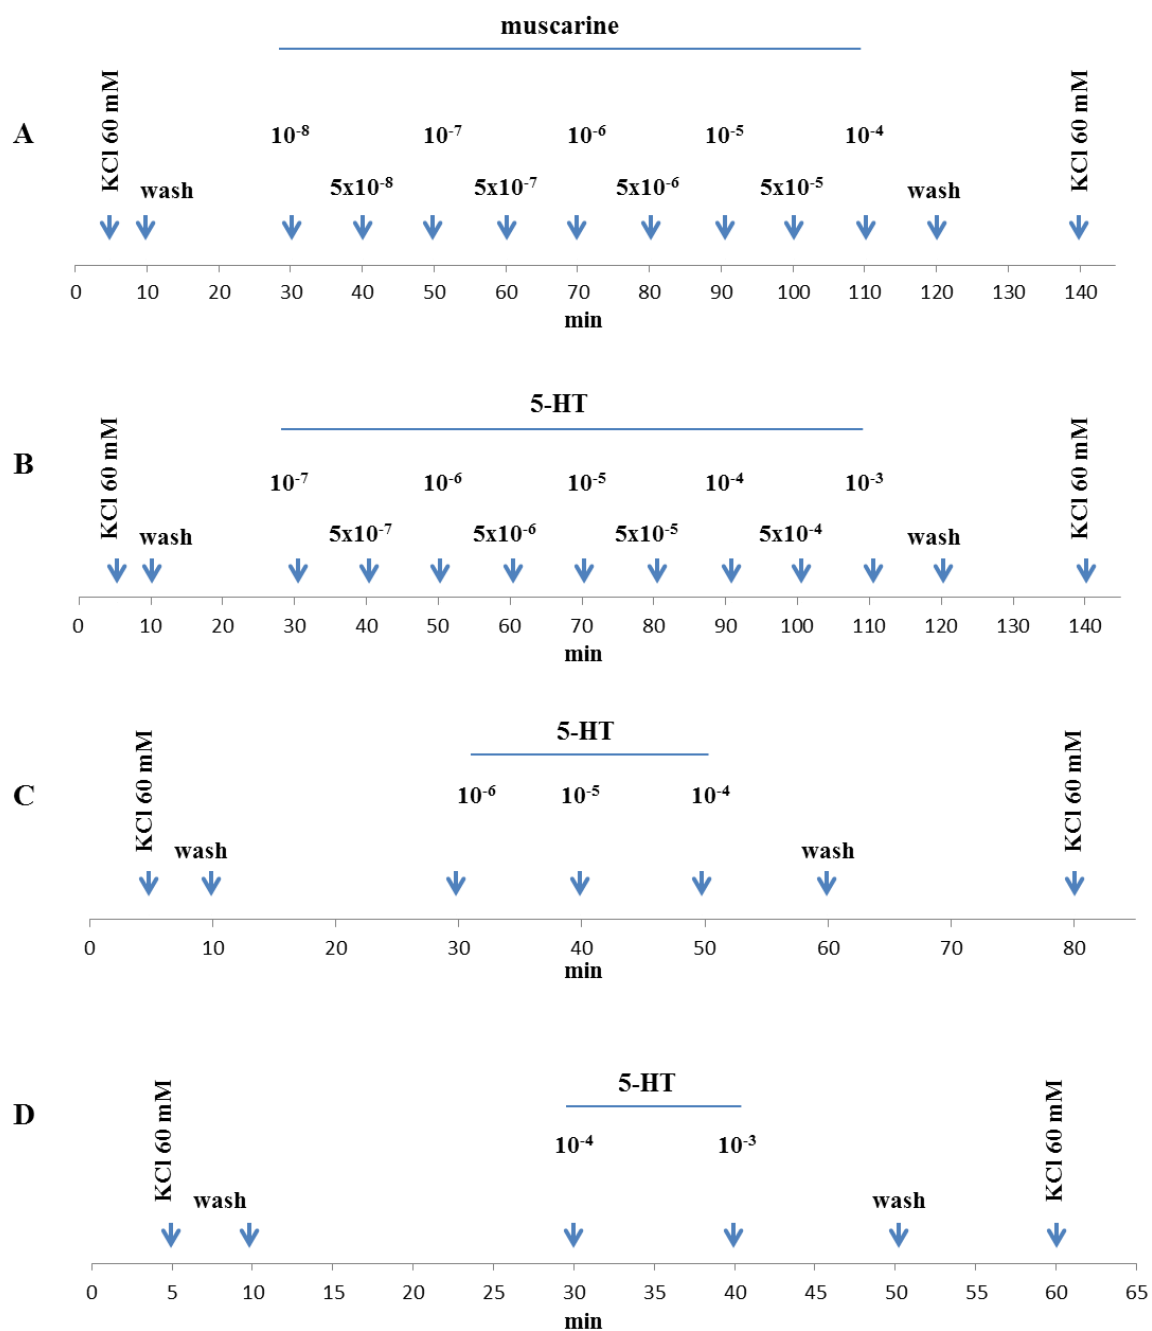 muscarine
KCl 60 mM
KCl 60 mM
A
10⁻⁸ 10⁻⁷ 10⁻⁶ 10⁻⁵ 10⁻⁴
wash 5x10⁻⁸ 5x10⁻⁷ 5x10⁻⁶ 5x10⁻⁵ wash
0 10 20 30 40 50 60 70 80 90 100 110 120 130 140
min
5-HT
KCl 60 mM
KCl 60 mM
B
10⁻⁷ 10⁻⁶ 10⁻⁵ 10⁻⁴ 10⁻³
wash 5x10⁻⁷ 5x10⁻⁶ 5x10⁻⁵ 5x10⁻⁴ wash
0 10 20 30 40 50 60 70 80 90 100 110 120 130 140
min
5-HT
KCl 60 mM
KCl 60 mM
C
10⁻⁶ 10⁻⁵ 10⁻⁴
wash wash
0 10 20 30 40 50 60 70 80
min
5-HT
KCl 60 mM
KCl 60 mM
D
10⁻⁴ 10⁻³
wash wash
0 5 10 15 20 25 30 35 40 45 50 55 60 65
min